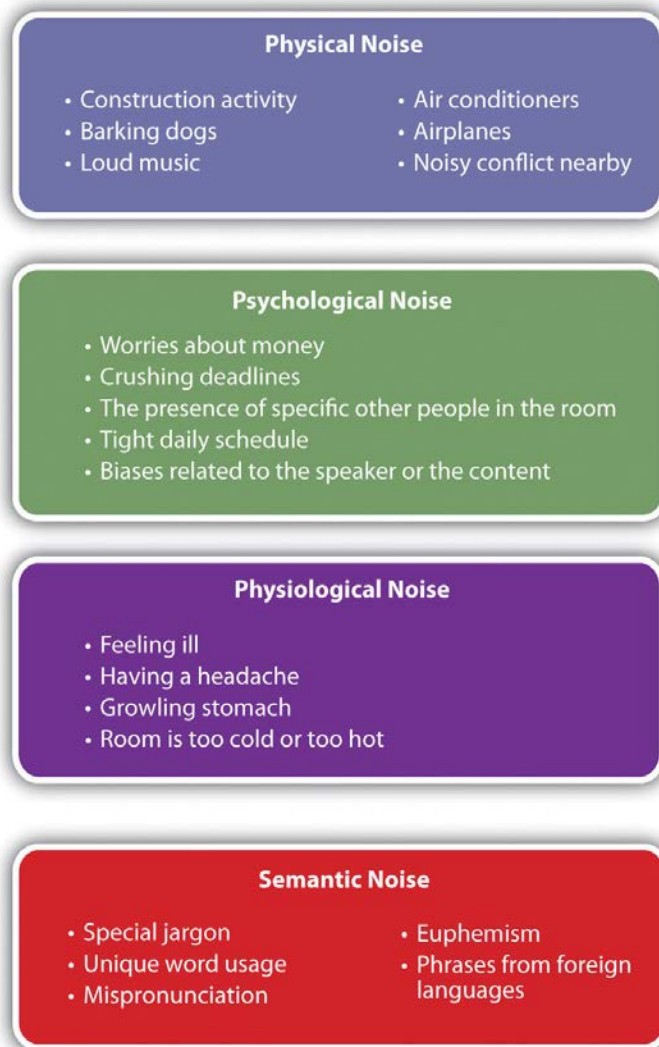 Physical Noise
• Construction activity
• Barking dogs
• Loud music
• Air conditioners
• Airplanes
• Noisy conflict nearby
Psychological Noise
• Worries about money
• Crushing deadlines
• The presence of specific other people in the room
• Tight daily schedule
• Biases related to the speaker or the content
Physiological Noise
• Feeling ill
• Having a headache
• Growling stomach
• Room is too cold or too hot
Semantic Noise
• Special jargon
• Unique word usage
• Mispronunciation
• Euphemism
• Phrases from foreign
languages